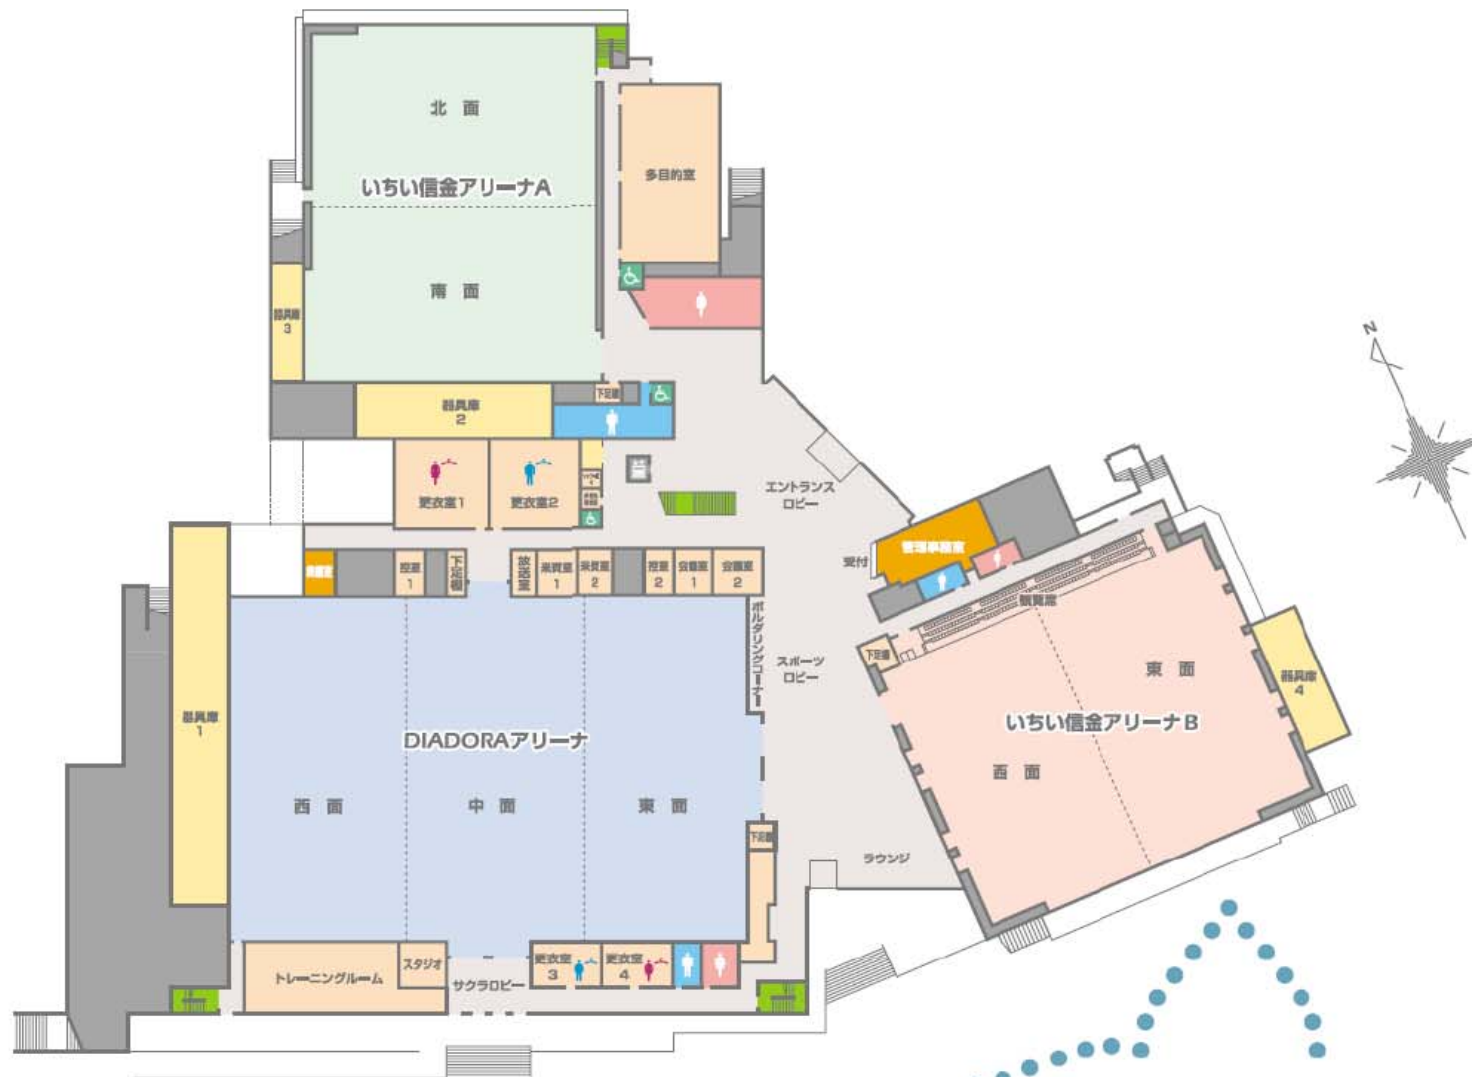 北 面
いちい信金アリーナA
多目的室
南 面
器具庫
3
器具庫
2
下足棚
N
更衣室1
更衣室2
エントランス
ロビー
管理事務室
受付
控室
1
下足棚
放送室
来賓室
1
来賓室
2
控室
2
会議室
1
会議室
2
観覧席
ボルダリングコーナー
スポーツ
ロビー
下足棚
東 面
器具庫
4
いちい信金アリーナB
西 面
器具庫
1
DIADORAアリーナ
西 面
中 面
東 面
下足棚
ラウンジ
トレーニングルーム
スタジオ
サクラロビー
更衣室
3
更衣室
4